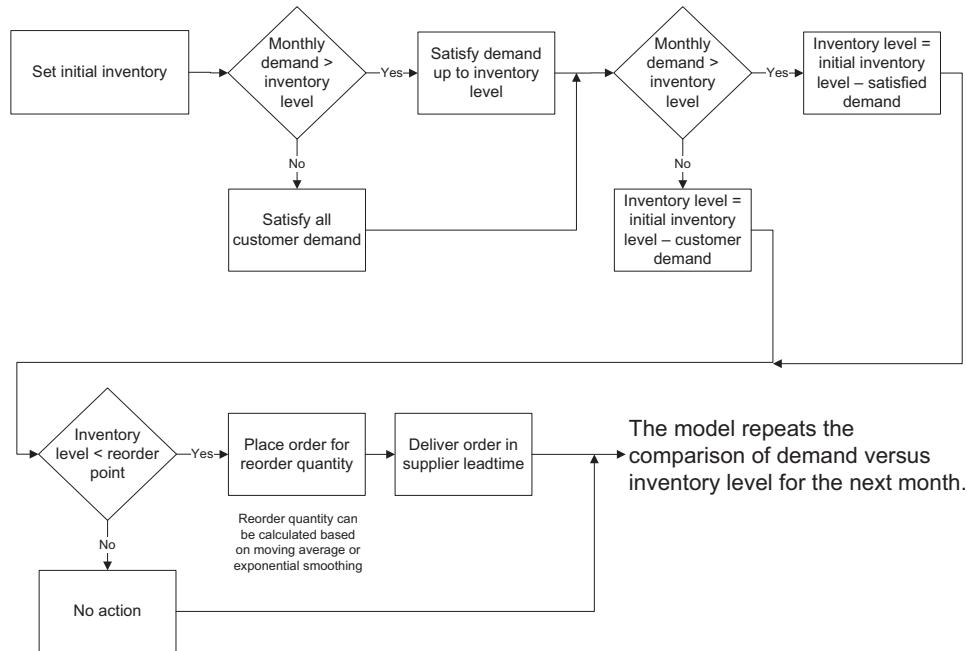 Set initial inventory
Monthly
demand >
inventory
level
Yes
Satisfy demand
up to inventory
level
Monthly
demand >
inventory
level
Yes
Inventory level =
initial inventory
level – satisfied
demand
No
Satisfy all
customer demand
No
Inventory level =
initial inventory
level – customer
demand
Inventory
level < reorder
point
Yes
Place order for
reorder quantity
Deliver order in
supplier leadtime
The model repeats the
comparison of demand versus
inventory level for the next month.
Reorder quantity can
be calculated based
on moving average or
exponential smoothing
No
No action